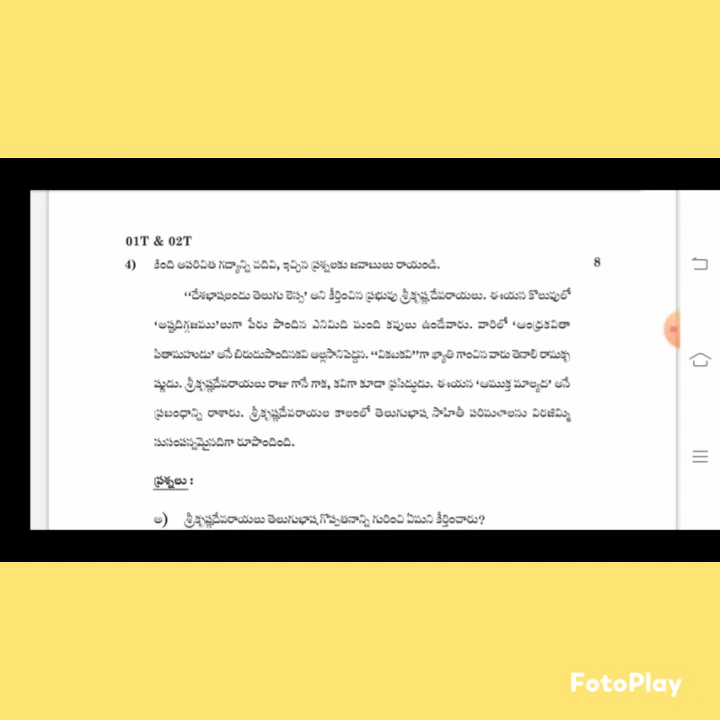 01T & 02T
4) కింది అపరిచిత గద్యాన్ని చదివి, ఇచ్చిన ప్రశ్నలకు జవాబులు రాయండి. 8
‘‘దేశభాషలందు తెలుగు లెస్స’ అని కీర్తించిన ప్రభువు శ్రీకృష్ణదేవరాయలు. ఈయన కొలువులో
‘అష్టదిగ్గజము’లుగా పేరు పొందిన ఎనిమిది మంది కవులు ఉండేవారు. వారిలో ‘ఆంధ్రకవితా
పితామహుడు’ అనే బిరుదుపొందినకవి అల్లసానిపెద్దన. ‘‘వికటకవి’’గా ఖ్యాతి గాంచిన వారు తెనాలి రామకృ
ష్ణుడు. శ్రీకృష్ణదేవరాయలు రాజు గానే గాక, కవిగా కూడా ప్రసిద్ధుడు. ఈయన ‘ఆముక్త మాల్యద’ అనే
ప్రబంధాన్ని రాశారు. శ్రీకృష్ణదేవరాయల కాలంలో తెలుగుభాష సాహితీ పరిమళాలను విరజిమ్మి
సుసంపన్నమైనదిగా రూపొందింది.
ప్రశ్నలు :
అ) శ్రీకృష్ణదేవరాయలు తెలుగుభాష గొప్పతనాన్ని గురించి ఏమని కీర్తించారు?
FotoPlay